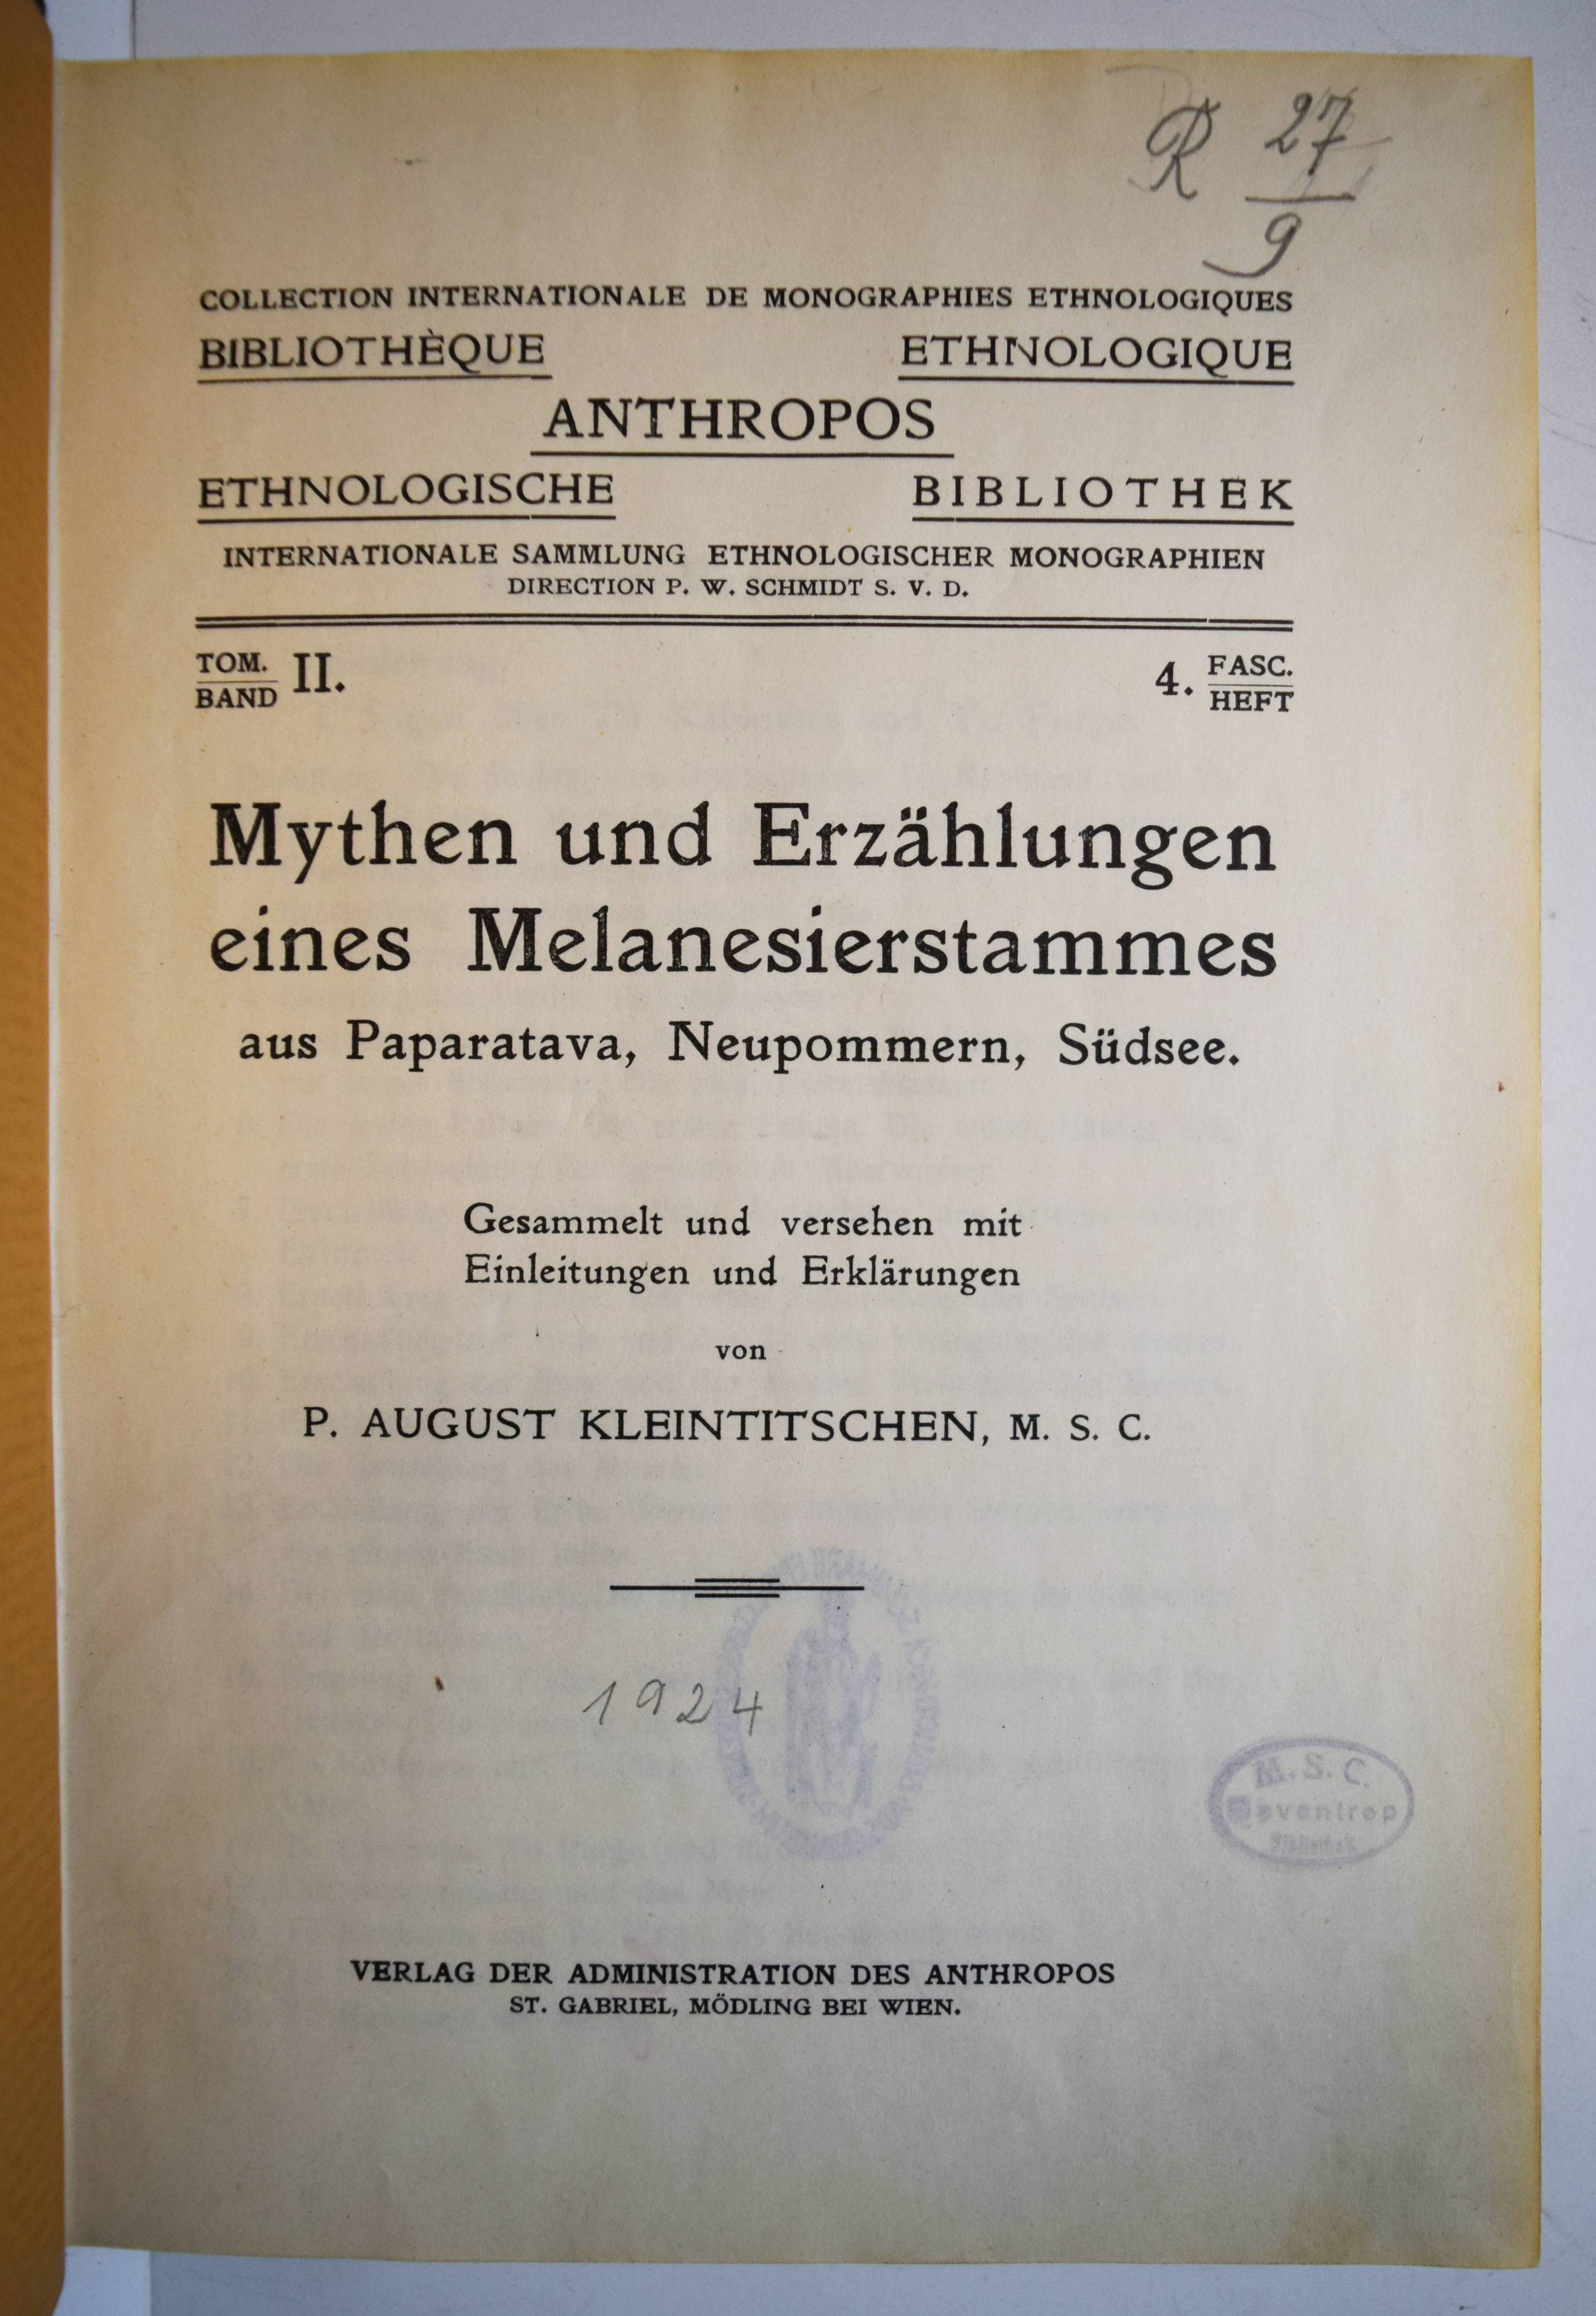 R 27
9
COLLECTION INTERNATIONALE DE MONOGRAPHIES ETHNOLOGIQUES
BIBLIOTHÈQUE ETHNOLOGIQUE
ANTHROPOS
ETHNOLOGISCHE BIBLIOTHEK
INTERNATIONALE SAMMLUNG ETHNOLOGISCHER MONOGRAPHIEN
DIRECTION P. W. SCHMIDT S. V. D.
TOM.
BAND II.
4. FASC.
HEFT
Mythen und Erzählungen
eines Melanesierstammes
aus Paparatava, Neupommern, Südsee.
Gesammelt und versehen mit
Einleitungen und Erklärungen
von
P. AUGUST KLEINTITSCHEN, M. S. C.
1924
M. S. C.
Oeventrop
Bibliothek
VERLAG DER ADMINISTRATION DES ANTHROPOS
ST. GABRIEL, MÖDLING BEI WIEN.